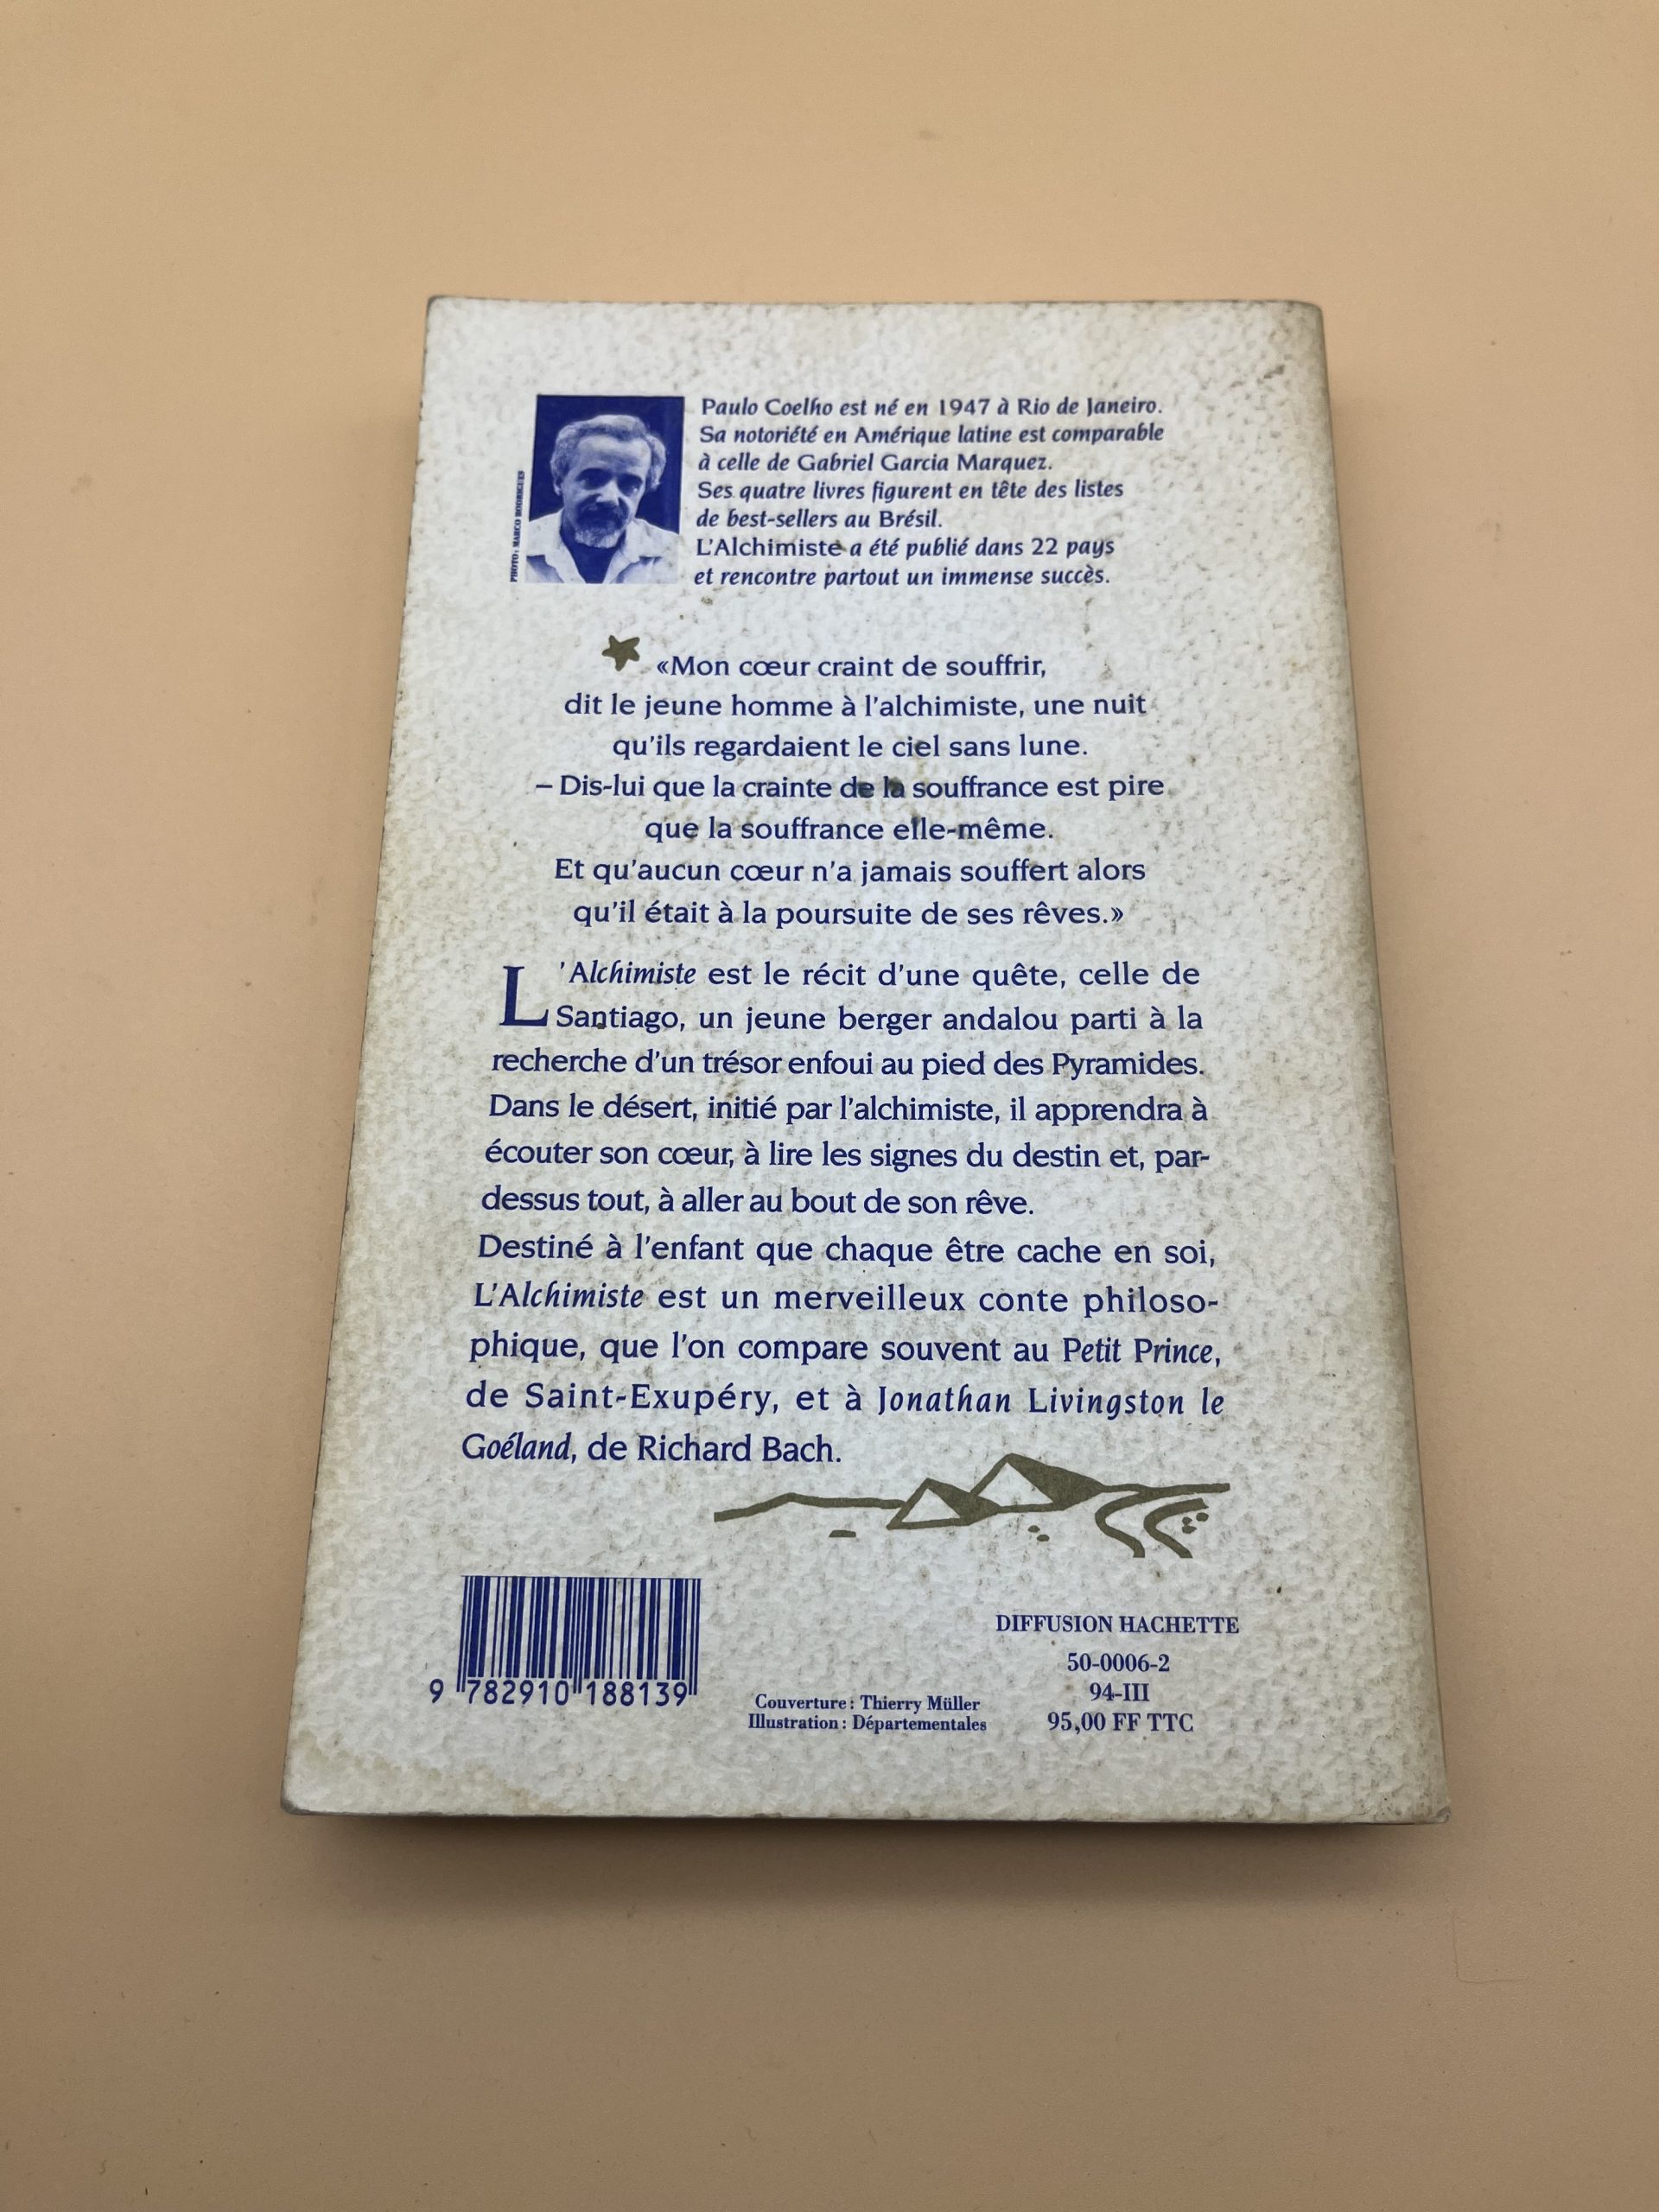 Paulo Coelho est né en 1947 à Rio de Janeiro.
Sa notoriété en Amérique latine est comparable
à celle de Gabriel Garcia Marquez.
Ses quatre livres figurent en tête des listes
de best-sellers au Brésil.
L'Alchimiste a été publié dans 22 pays
et rencontre partout un immense succès.
PHOTO: MARCO RODRIGUES
«Mon cœur craint de souffrir,
dit le jeune homme à l'alchimiste, une nuit
qu'ils regardaient le ciel sans lune.
– Dis-lui que la crainte de la souffrance est pire
que la souffrance elle-même.
Et qu'aucun cœur n'a jamais souffert alors
qu'il était à la poursuite de ses rêves.»
L'Alchimiste est le récit d'une quête, celle de
Santiago, un jeune berger andalou parti à la
recherche d'un trésor enfoui au pied des Pyramides.
Dans le désert, initié par l'alchimiste, il apprendra à
écouter son cœur, à lire les signes du destin et, par-
dessus tout, à aller au bout de son rêve.
Destiné à l'enfant que chaque être cache en soi,
L'Alchimiste est un merveilleux conte philoso-
phique, que l'on compare souvent au Petit Prince,
de Saint-Exupéry, et à Jonathan Livingston le
Goéland, de Richard Bach.
9 782910 188139
Couverture : Thierry Müller
Illustration : Départementales
DIFFUSION HACHETTE
50-0006-2
94-III
95,00 FF TTC